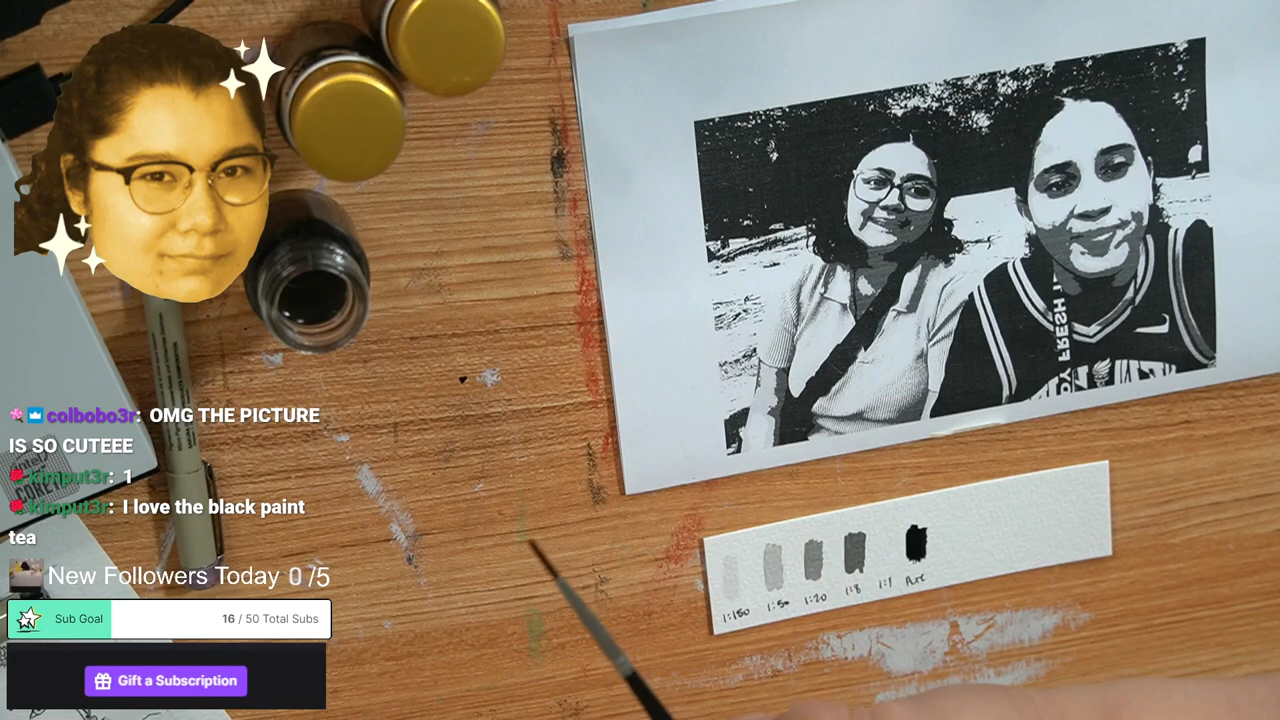 colbobo3r: OMG THE PICTURE
IS SO CUTEEE
kimput3r: 1
kimput3r: I love the black paint
tea
New Followers Today 0/5
Sub Goal 16 / 50 Total Subs
Gift a Subscription
FRESH
1:150 1:50 1:20 1:8 1:1 Pure